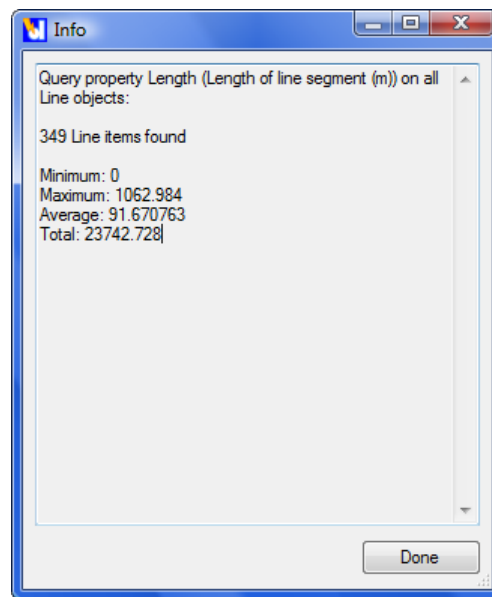 Info
Query property Length (Length of line segment (m)) on all
Line objects:
349 Line items found
Minimum: 0
Maximum: 1062.984
Average: 91.670763
Total: 23742.728
Done